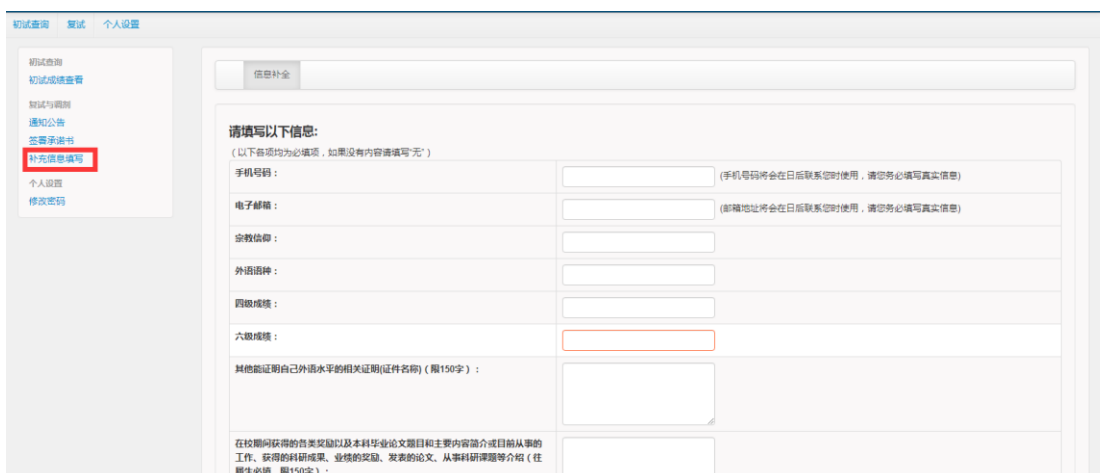 初试查询 复试 个人设置
初试查询
初试成绩查看
复试与调剂
通知公告
签署承诺书
补充信息填写
个人设置
修改密码
信息补全
请填写以下信息:
(以下各项均为必填项，如果没有内容请填写“无”)
手机号码： (手机号码将会在日后联系您时使用，请您务必填写真实信息)
电子邮箱： (邮箱地址将会在日后联系您时使用，请您务必填写真实信息)
宗教信仰：
外语语种：
四级成绩：
六级成绩：
其他能证明自己外语水平的相关证明(证件名称)(限150字)：
在校期间获得的各类奖励以及本科毕业论文题目和主要内容简介或目前从事的
工作、获得的科研成果、业绩的奖励、发表的论文、从事科研课题等介绍(往
届生必填，限150字)：